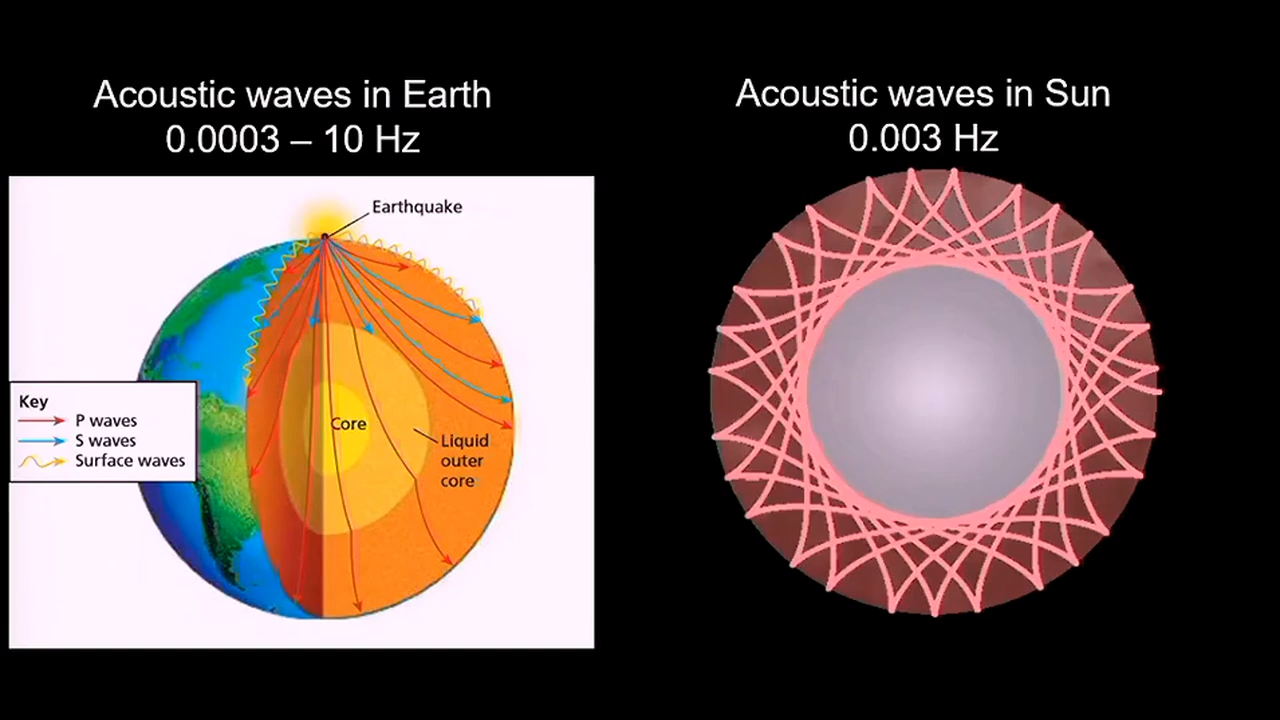 Acoustic waves in Earth
0.0003 – 10 Hz
Earthquake
Core
Liquid
outer
core
Key
P waves
S waves
Surface waves
Acoustic waves in Sun
0.003 Hz